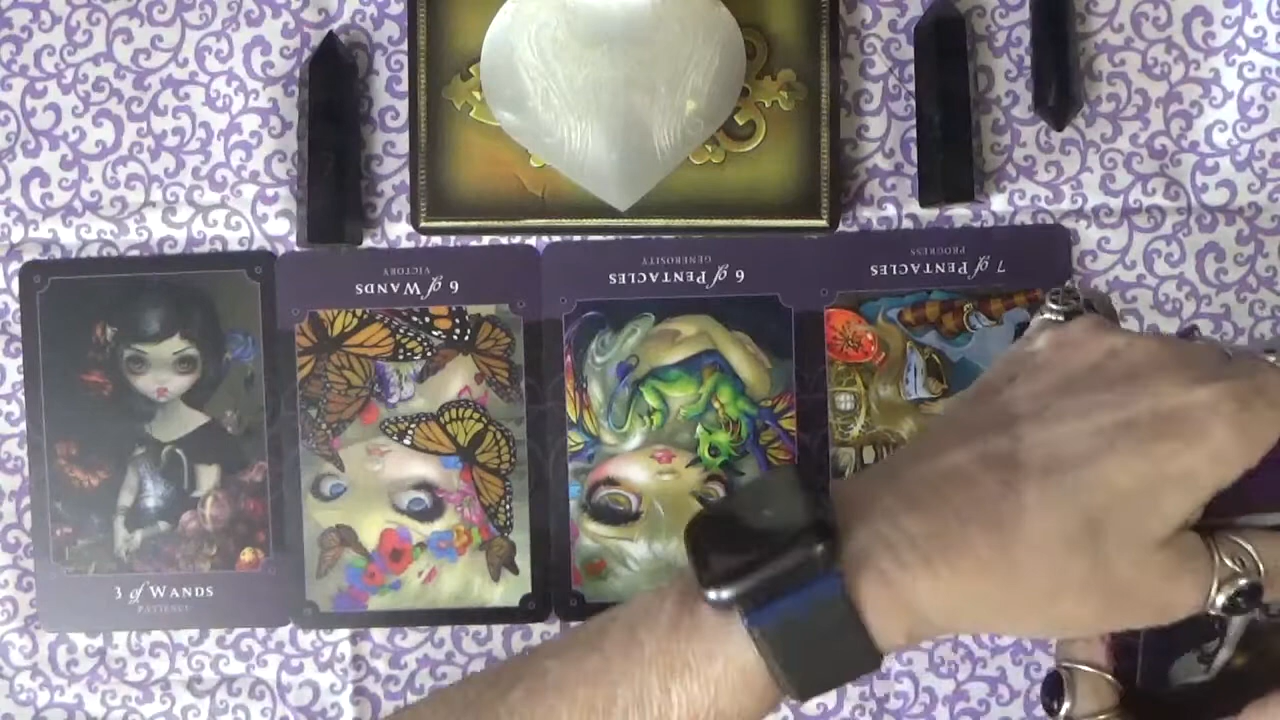 3 of WANDS
PATIENCE
6 of WANDS
VICTORY
6 of PENTACLES
GENEROSITY
7 of PENTACLES
PROGRESS